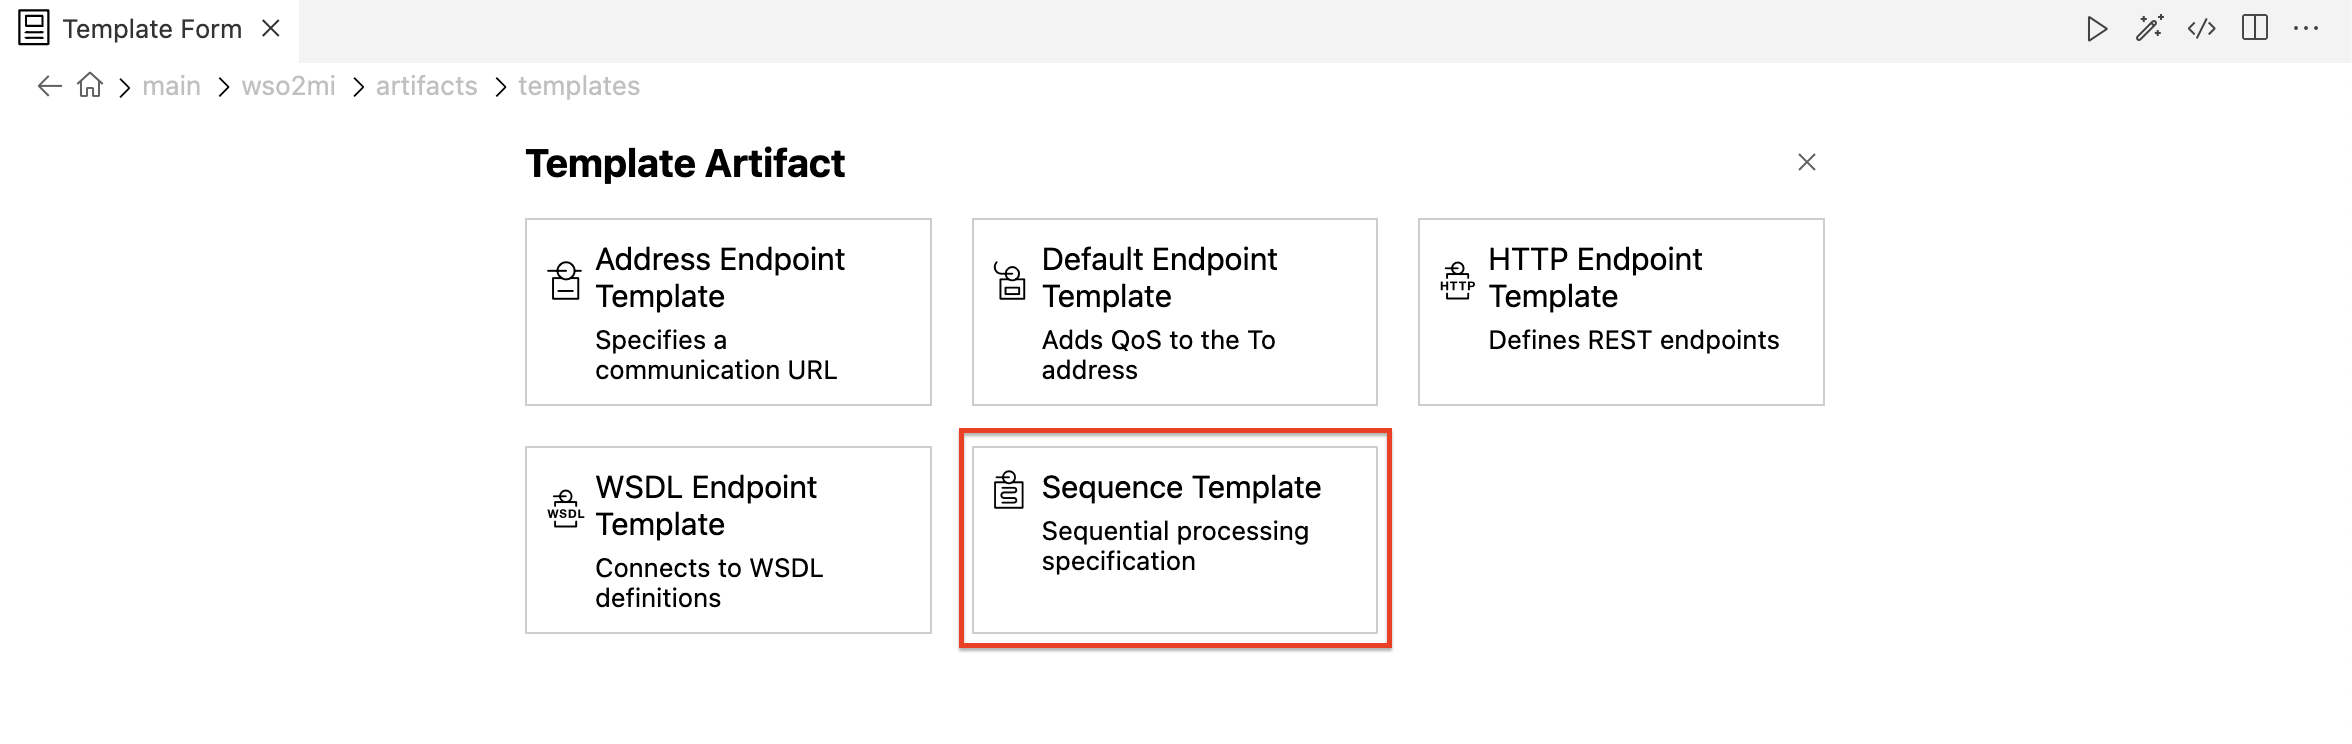 Template Form
main wso2mi artifacts templates
Template Artifact
Address Endpoint
Template
Specifies a
communication URL
Default Endpoint
Template
Adds QoS to the To
address
HTTP
HTTP Endpoint
Template
Defines REST endpoints
WSDL
WSDL Endpoint
Template
Connects to WSDL
definitions
Sequence Template
Sequential processing
specification